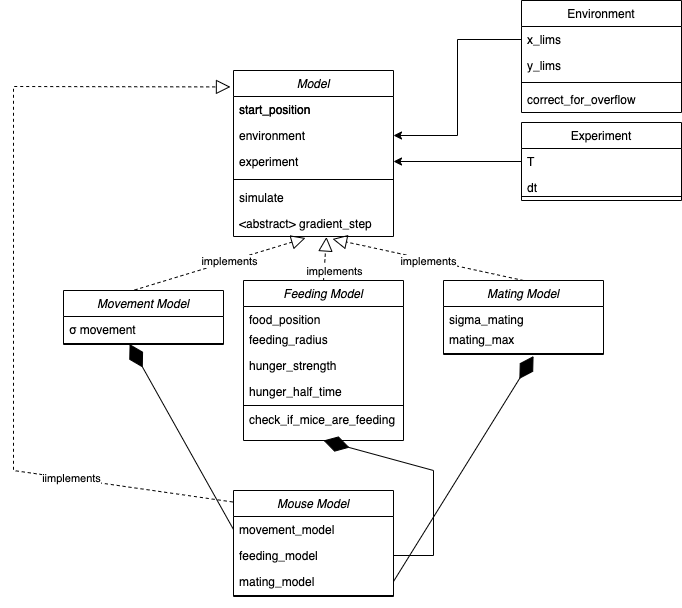 Environment
x_lims
y_lims
correct_for_overflow
Model
start_position
environment
experiment
simulate
<abstract> gradient_step
Experiment
T
dt
implements
implements
implements
Movement Model
σ movement
Feeding Model
food_position
feeding_radius
hunger_strength
hunger_half_time
check_if_mice_are_feeding
Mating Model
sigma_mating
mating_max
iimplements
Mouse Model
movement_model
feeding_model
mating_model